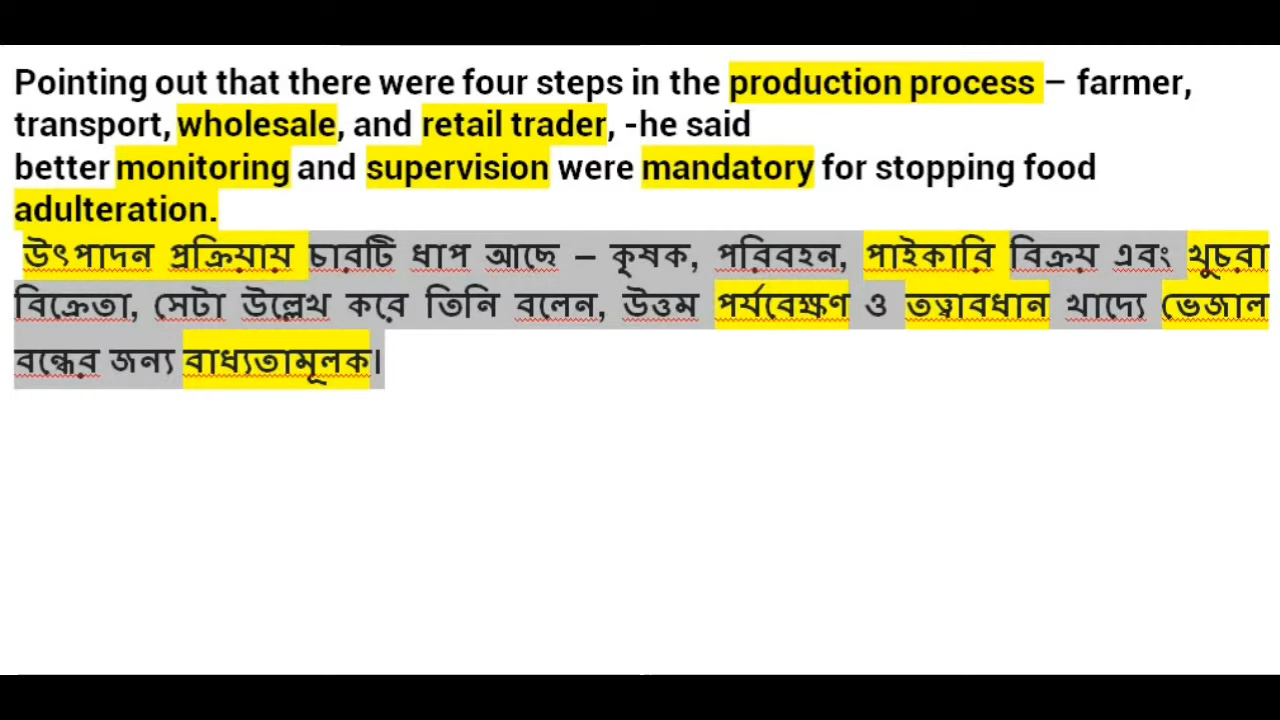 Pointing out that there were four steps in the production process – farmer,
transport, wholesale, and retail trader, -he said
better monitoring and supervision were mandatory for stopping food
adulteration.
উৎপাদন প্রক্রিযায় চারটি ধাপ আছে – কৃষক, পরিবহন, পাইকারি বিক্রয় এবং খুচরা
বিক্রেতা, সেটা উল্লেখ করে তিনি বলেন, উত্তম পর্যবেক্ষণ ও তত্ত্বাবধান খাদ্যে ভেজাল
বন্ধের জন্য বাধ্যতামূলক।